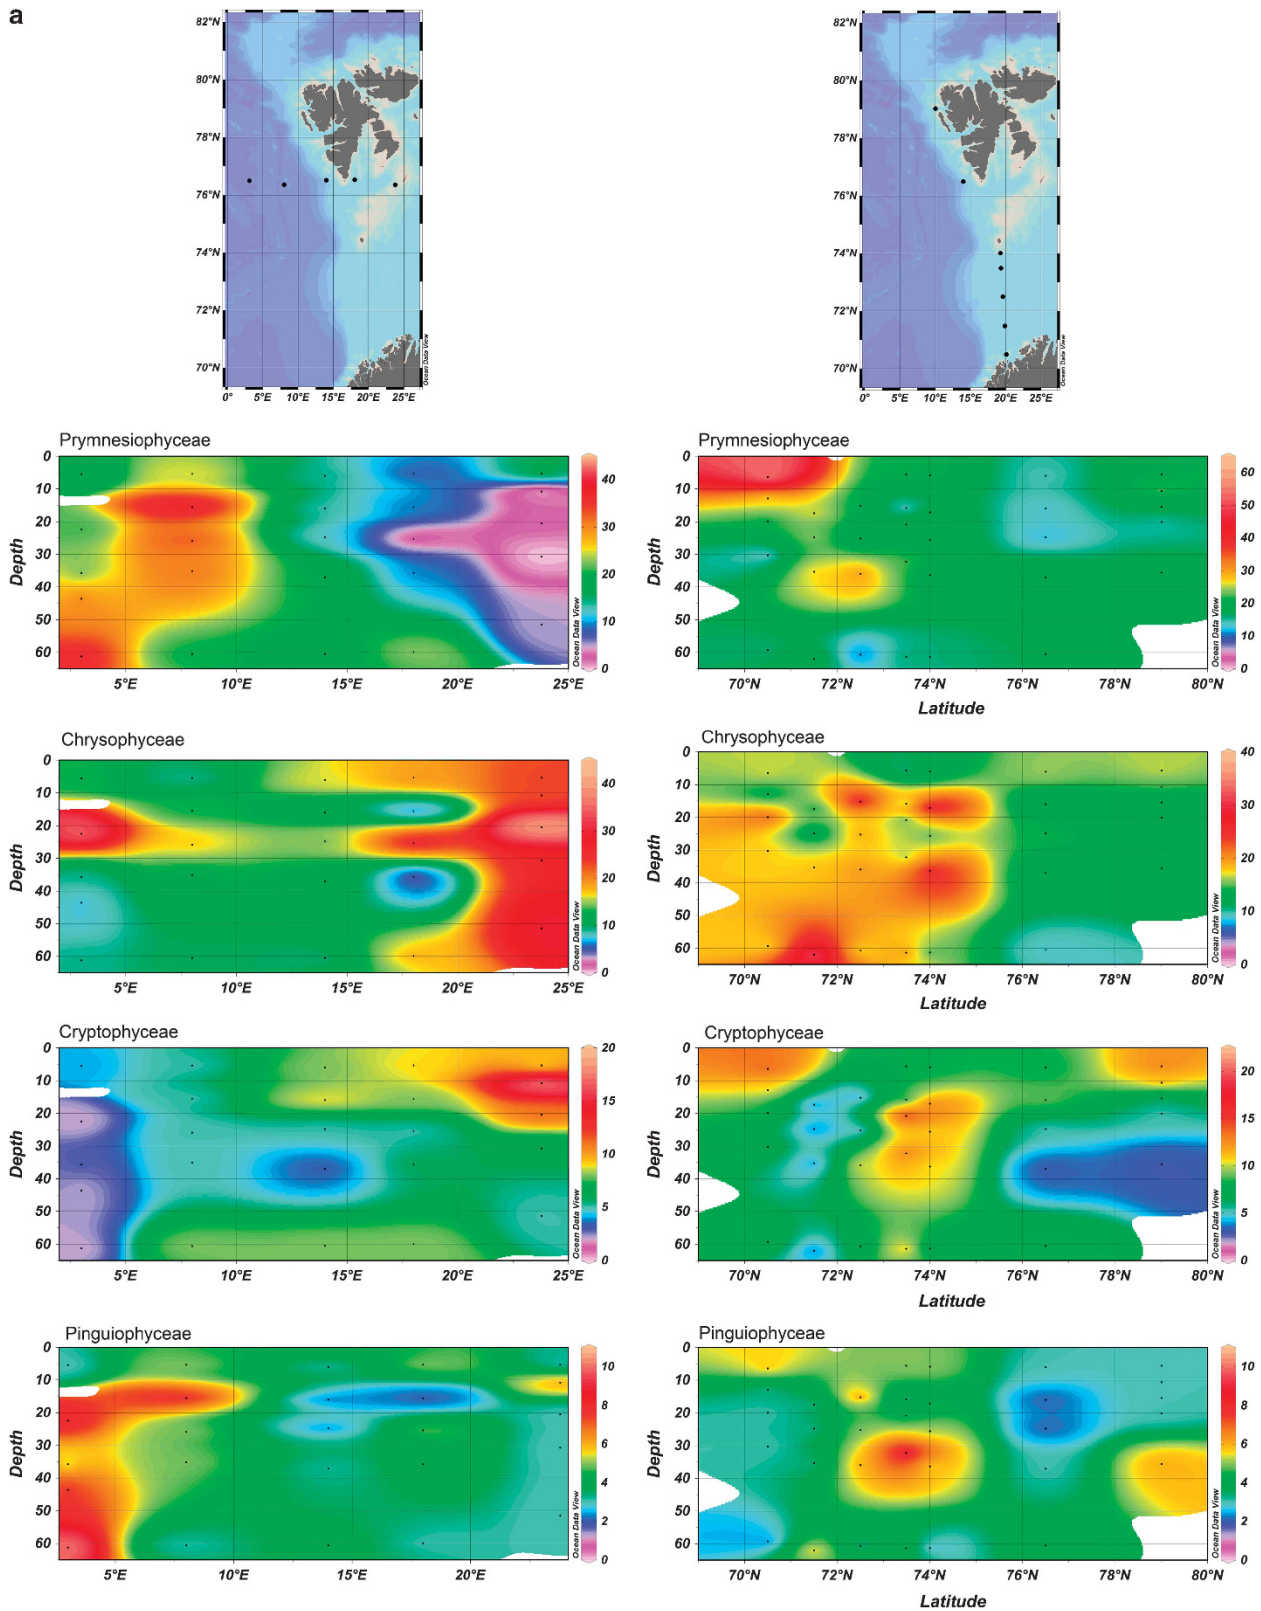 a
82°N
80°N
78°N
76°N
74°N
72°N
70°N
0° 5°E 10°E 15°E 20°E 25°E
Ocean Data View
82°N
80°N
78°N
76°N
74°N
72°N
70°N
0° 5°E 10°E 15°E 20°E 25°E
Ocean Data View
Prymnesiophyceae
Depth
0
10
20
30
40
50
60
5°E 10°E 15°E 20°E 25°E
Ocean Data View
40
30
20
10
0
Prymnesiophyceae
Depth
0
10
20
30
40
50
60
70°N 72°N 74°N 76°N 78°N 80°N
Latitude
Ocean Data View
60
50
40
30
20
10
0
Chrysophyceae
Depth
0
10
20
30
40
50
60
5°E 10°E 15°E 20°E 25°E
Ocean Data View
40
30
20
10
0
Chrysophyceae
Depth
0
10
20
30
40
50
60
70°N 72°N 74°N 76°N 78°N 80°N
Latitude
Ocean Data View
40
30
20
10
0
Cryptophyceae
Depth
0
10
20
30
40
50
60
5°E 10°E 15°E 20°E 25°E
Ocean Data View
20
15
10
5
0
Cryptophyceae
Depth
0
10
20
30
40
50
60
70°N 72°N 74°N 76°N 78°N 80°N
Latitude
Ocean Data View
20
15
10
5
0
Pinguiophyceae
Depth
0
10
20
30
40
50
60
5°E 10°E 15°E 20°E
Ocean Data View
10
8
6
4
2
0
Pinguiophyceae
Depth
0
10
20
30
40
50
60
70°N 72°N 74°N 76°N 78°N 80°N
Latitude
Ocean Data View
10
8
6
4
2
0